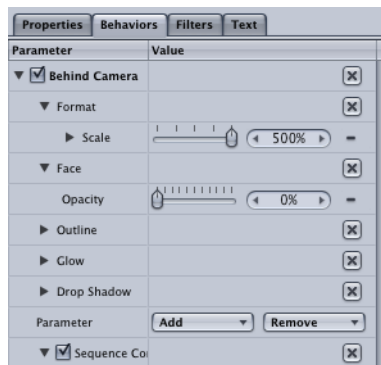 Properties Behaviors Filters Text
Parameter Value
Behind Camera
Format
Scale 500%
Face
Opacity 0%
Outline
Glow
Drop Shadow
Parameter Add Remove
Sequence Co